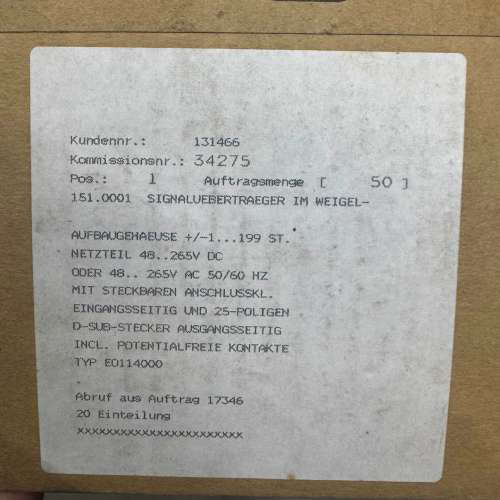 Kundennr.: 131466
Kommissionsnr.: 34275
Pos.: 1 Auftragsmenge [ 50 ]
151.0001 SIGNALUEBERTRAEGER IM WEIGEL-
AUFBAUGEHAEUSE +/-1...199 ST.
NETZTEIL 48..265V DC
ODER 48.. 265V AC 50/60 HZ
MIT STECKBAREN ANSCHLUSSKL.
EINGANGSSEITIG UND 25-POLIGEN
D-SUB-STECKER AUSGANGSSEITIG
INCL. POTENTIALFREIE KONTAKTE
TYP E0114000
Abruf aus Auftrag 17346
20 Einteilung
xxxxxxxxxxxxxxxxxxxxxxx